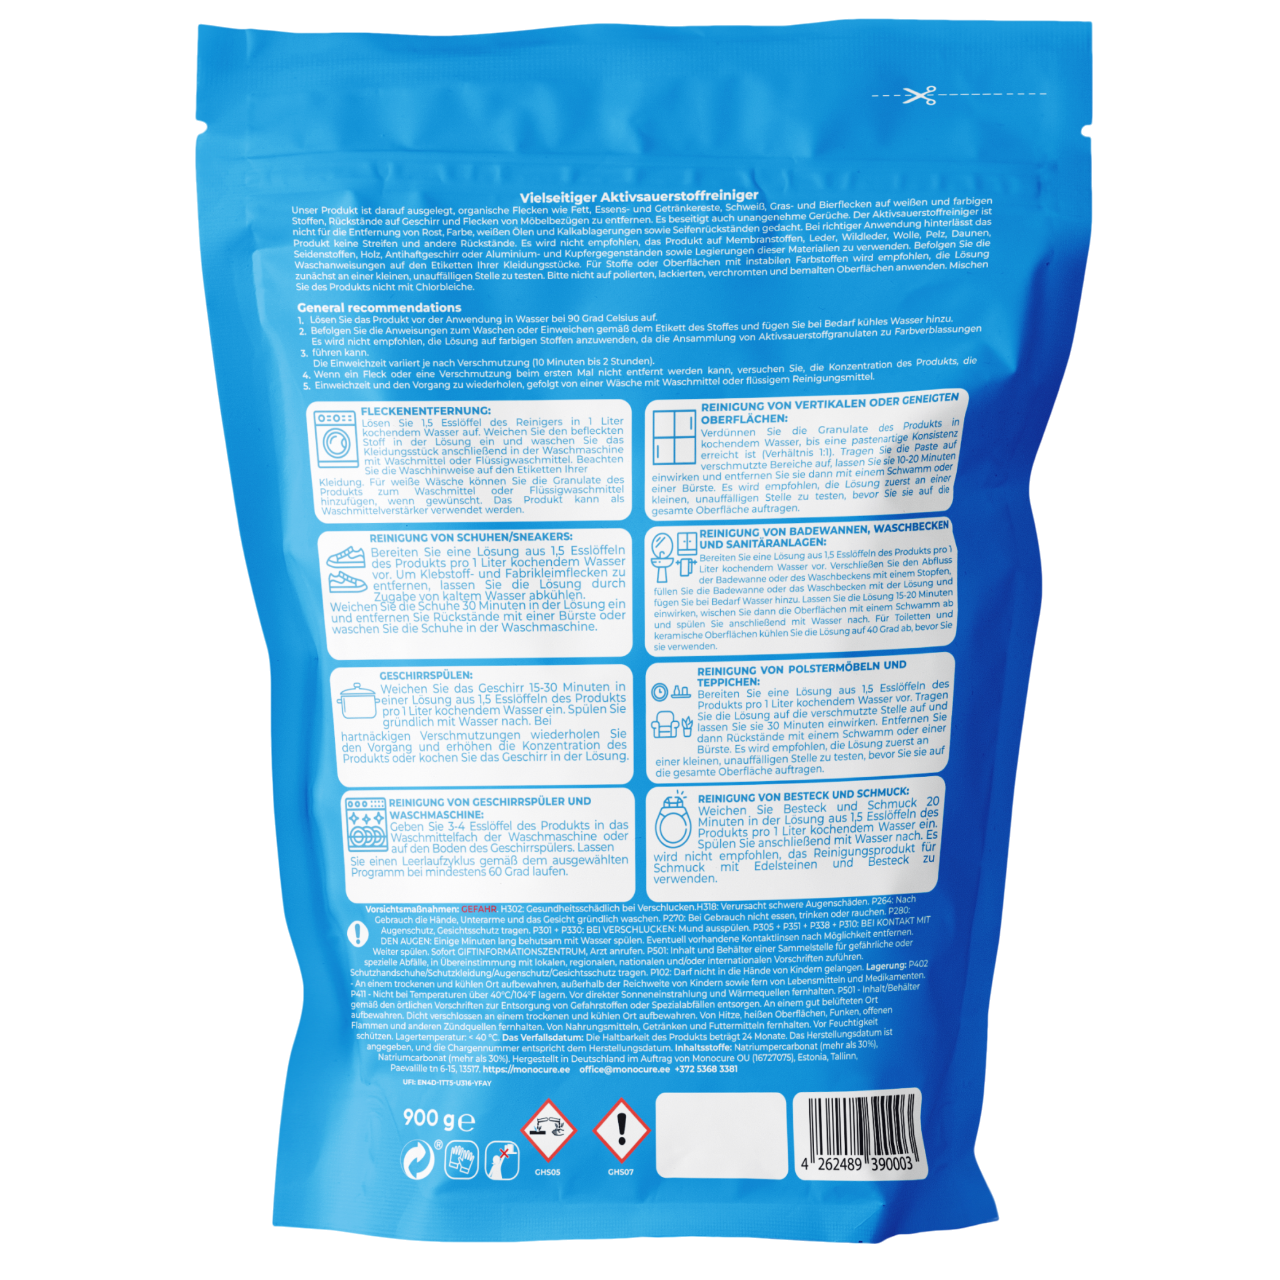 Vielseitiger Aktivsauerstoffreiniger
Unser Produkt ist darauf ausgelegt, organische Flecken wie Fett, Essens- und Getränkereste, Schweiß, Gras- und Bierflecken auf weißen und farbigen
Stoffen, Rückstände auf Geschirr und Flecken von Möbelbezügen zu entfernen. Es beseitigt auch unangenehme Gerüche. Der Aktivsauerstoffreiniger ist
nicht für die Entfernung von Rost, Farbe, weißen Ölen und Kalkablagerungen sowie Seifenrückständen gedacht. Bei richtiger Anwendung hinterlässt das
Produkt keine Streifen und andere Rückstände. Es wird nicht empfohlen, das Produkt auf Membranstoffen, Leder, Wildleder, Wolle, Pelz, Daunen,
Seidenstoffen, Holz, Antihaftgeschirr oder Aluminium- und Kupfergegenständen sowie Legierungen dieser Materialien zu verwenden. Befolgen Sie die
Waschanweisungen auf den Etiketten Ihrer Kleidungsstücke. Für Stoffe oder Oberflächen mit instabilen Farbstoffen wird empfohlen, die Lösung
zunächst an einer kleinen, unauffälligen Stelle zu testen. Bitte nicht auf polierten, lackierten, verchromten und bemalten Oberflächen anwenden. Mischen
Sie des Produkts nicht mit Chlorbleiche.
General recommendations
1. Lösen Sie das Produkt vor der Anwendung in Wasser bei 90 Grad Celsius auf.
2. Befolgen Sie die Anweisungen zum Waschen oder Einweichen gemäß dem Etikett des Stoffes und fügen Sie bei Bedarf kühles Wasser hinzu.
Es wird nicht empfohlen, die Lösung auf farbigen Stoffen anzuwenden, da die Ansammlung von Aktivsauerstoffgranulaten zu Farbverblassungen
3. führen kann.
Die Einweichzeit variiert je nach Verschmutzung (10 Minuten bis 2 Stunden).
4. Wenn ein Fleck oder eine Verschmutzung beim ersten Mal nicht entfernt werden kann, versuchen Sie, die Konzentration des Produkts, die
5. Einweichzeit und den Vorgang zu wiederholen, gefolgt von einer Wäsche mit Waschmittel oder flüssigem Reinigungsmittel.
FLECKENENTFERNUNG:
Lösen Sie 1,5 Esslöffel des Reinigers in 1 Liter
kochendem Wasser auf. Weichen Sie den befleckten
Stoff in der Lösung ein und waschen Sie das
Kleidungsstück anschließend in der Waschmaschine
mit Waschmittel oder Flüssigwaschmittel. Beachten
Sie die Waschhinweise auf den Etiketten Ihrer
Kleidung. Für weiße Wäsche können Sie die Granulate des
Produkts zum Waschmittel oder Flüssigwaschmittel
hinzufügen, wenn gewünscht. Das Produkt kann als
Waschmittelverstärker verwendet werden.
REINIGUNG VON VERTIKALEN ODER GENEIGTEN
OBERFLÄCHEN:
Verdünnen Sie die Granulate des Produkts in
kochendem Wasser, bis eine pastenartige Konsistenz
erreicht ist (Verhältnis 1:1). Tragen Sie die Paste auf
verschmutzte Bereiche auf, lassen Sie sie 10-20 Minuten
einwirken und entfernen Sie sie dann mit einem Schwamm oder
einer Bürste. Es wird empfohlen, die Lösung zuerst an einer
kleinen, unauffälligen Stelle zu testen, bevor Sie sie auf die
gesamte Oberfläche auftragen.
REINIGUNG VON SCHUHEN/SNEAKERS:
Bereiten Sie eine Lösung aus 1,5 Esslöffeln
des Produkts pro 1 Liter kochendem Wasser
vor. Um Klebstoff- und Fabrikleimflecken zu
entfernen, lassen Sie die Lösung durch
Zugabe von kaltem Wasser abkühlen.
Weichen Sie die Schuhe 30 Minuten in der Lösung ein
und entfernen Sie Rückstände mit einer Bürste oder
waschen Sie die Schuhe in der Waschmaschine.
REINIGUNG VON BADEWANNEN, WASCHBECKEN
UND SANITÄRANLAGEN:
Bereiten Sie eine Lösung aus 1,5 Esslöffeln des Produkts pro 1
Liter kochendem Wasser vor. Verschließen Sie den Abfluss
der Badewanne oder des Waschbeckens mit einem Stopfen,
füllen Sie die Badewanne oder das Waschbecken mit der Lösung und
fügen Sie bei Bedarf Wasser hinzu. Lassen Sie die Lösung 15-20 Minuten
einwirken, wischen Sie dann die Oberflächen mit einem Schwamm ab
und spülen Sie anschließend mit Wasser nach. Für Toiletten und
keramische Oberflächen kühlen Sie die Lösung auf 40 Grad ab, bevor Sie
sie verwenden.
GESCHIRRSPÜLEN:
Weichen Sie das Geschirr 15-30 Minuten in
einer Lösung aus 1,5 Esslöffeln des Produkts
pro 1 Liter kochendem Wasser ein. Spülen Sie
gründlich mit Wasser nach. Bei
hartnäckigen Verschmutzungen wiederholen Sie
den Vorgang und erhöhen die Konzentration des
Produkts oder kochen Sie das Geschirr in der Lösung.
REINIGUNG VON POLSTERMÖBELN UND
TEPPICHEN:
Bereiten Sie eine Lösung aus 1,5 Esslöffeln des
Produkts pro 1 Liter kochendem Wasser vor. Tragen
Sie die Lösung auf die verschmutzte Stelle auf und
lassen Sie sie 30 Minuten einwirken. Entfernen Sie
dann Rückstände mit einem Schwamm oder einer
Bürste. Es wird empfohlen, die Lösung zuerst an
einer kleinen, unauffälligen Stelle zu testen, bevor Sie sie auf
die gesamte Oberfläche auftragen.
REINIGUNG VON GESCHIRRSPÜLER UND
WASCHMASCHINE:
Geben Sie 3-4 Esslöffel des Produkts in das
Waschmittelfach der Waschmaschine oder
auf den Boden des Geschirrspülers. Lassen
Sie einen Leerlaufzyklus gemäß dem ausgewählten
Programm bei mindestens 60 Grad laufen.
REINIGUNG VON BESTECK UND SCHMUCK:
Weichen Sie Besteck und Schmuck 20
Minuten in der Lösung aus 1,5 Esslöffeln des
Produkts pro 1 Liter kochendem Wasser ein.
Spülen Sie anschließend mit Wasser nach. Es
wird nicht empfohlen, das Reinigungsprodukt für
Schmuck mit Edelsteinen und Besteck zu
verwenden.
Vorsichtsmaßnahmen: GEFAHR. H302: Gesundheitsschädlich bei Verschlucken.H318: Verursacht schwere Augenschäden. P264: Nach
Gebrauch die Hände, Unterarme und das Gesicht gründlich waschen. P270: Bei Gebrauch nicht essen, trinken oder rauchen. P280:
Augenschutz, Gesichtsschutz tragen. P301 + P330: BEI VERSCHLUCKEN: Mund ausspülen. P305 + P351 + P338 + P310: BEI KONTAKT MIT
DEN AUGEN: Einige Minuten lang behutsam mit Wasser spülen. Eventuell vorhandene Kontaktlinsen nach Möglichkeit entfernen.
Weiter spülen. Sofort GIFTINFORMATIONSZENTRUM, Arzt anrufen. P501: Inhalt und Behälter einer Sammelstelle für gefährliche oder
spezielle Abfälle, in Übereinstimmung mit lokalen, regionalen, nationalen und/oder internationalen Vorschriften zuführen.
Schutzhandschuhe/Schutzkleidung/Augenschutz/Gesichtsschutz tragen. P102: Darf nicht in die Hände von Kindern gelangen. Lagerung: P402
- An einem trockenen und kühlen Ort aufbewahren, außerhalb der Reichweite von Kindern sowie fern von Lebensmitteln und Medikamenten.
P411 - Nicht bei Temperaturen über 40°C/104°F lagern. Vor direkter Sonneneinstrahlung und Wärmequellen fernhalten. P501 - Inhalt/Behälter
gemäß den örtlichen Vorschriften zur Entsorgung von Gefahrstoffen oder Spezialabfällen entsorgen. An einem gut belüfteten Ort
aufbewahren. Dicht verschlossen an einem trockenen und kühlen Ort aufbewahren. Von Hitze, heißen Oberflächen, Funken, offenen
Flammen und anderen Zündquellen fernhalten. Von Nahrungsmitteln, Getränken und Futtermitteln fernhalten. Vor Feuchtigkeit
schützen. Lagertemperatur: < 40 °C. Das Verfallsdatum: Die Haltbarkeit des Produkts beträgt 24 Monate. Das Herstellungsdatum ist
angegeben, und die Chargennummer entspricht dem Herstellungsdatum. Inhaltsstoffe: Natriumpercarbonat (mehr als 30%),
Natriumcarbonat (mehr als 30%). Hergestellt in Deutschland im Auftrag von Monocure OU (16727075), Estonia, Tallinn,
Paevalille tn 6-15, 13517. https://monocure.ee office@monocure.ee +372 5368 3381
UFI: EN4D-1TTS-U316-YFAY
900 g e
®
GHS05
GHS07
4 262489 390003